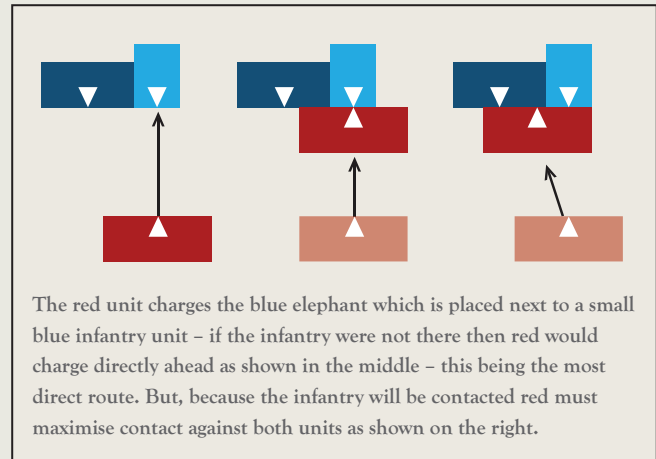 The red unit charges the blue elephant which is placed next to a small
blue infantry unit – if the infantry were not there then red would
charge directly ahead as shown in the middle – this being the most
direct route. But, because the infantry will be contacted red must
maximise contact against both units as shown on the right.